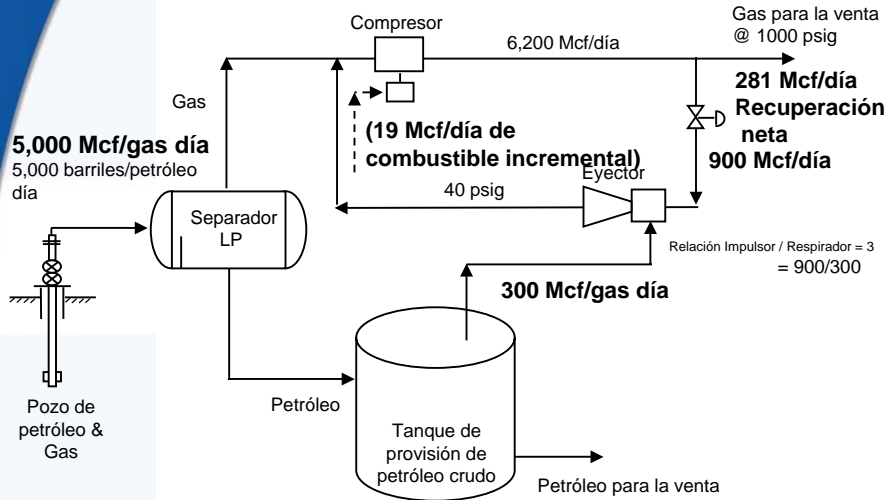 Compresor
Gas para la venta
@ 1000 psig
6,200 Mcf/día
Gas
281 Mcf/día
Recuperación
neta
900 Mcf/día
(19 Mcf/día de
combustible incremental)
5,000 Mcf/gas día
5,000 barriles/petróleo
día
Eyector
40 psig
Separador
LP
Relación Impulsor / Respirador = 3
= 900/300
300 Mcf/gas día
Pozo de
petróleo &
Gas
Petróleo
Tanque de
provisión de
petróleo crudo
Petróleo para la venta